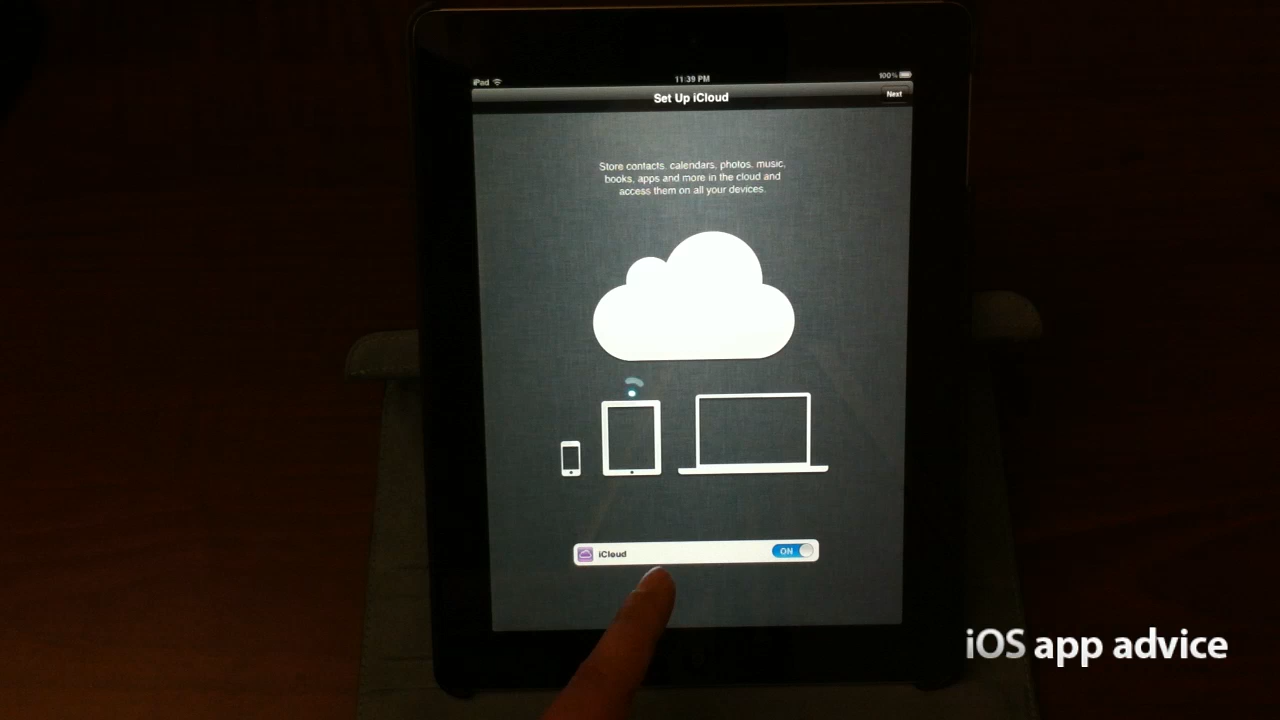 iPad
11:39 PM
100%
Set Up iCloud
Next
Store contacts, calendars, photos, music,
books, apps and more in the cloud and
access them on all your devices.
iCloud
ON
iOS app advice